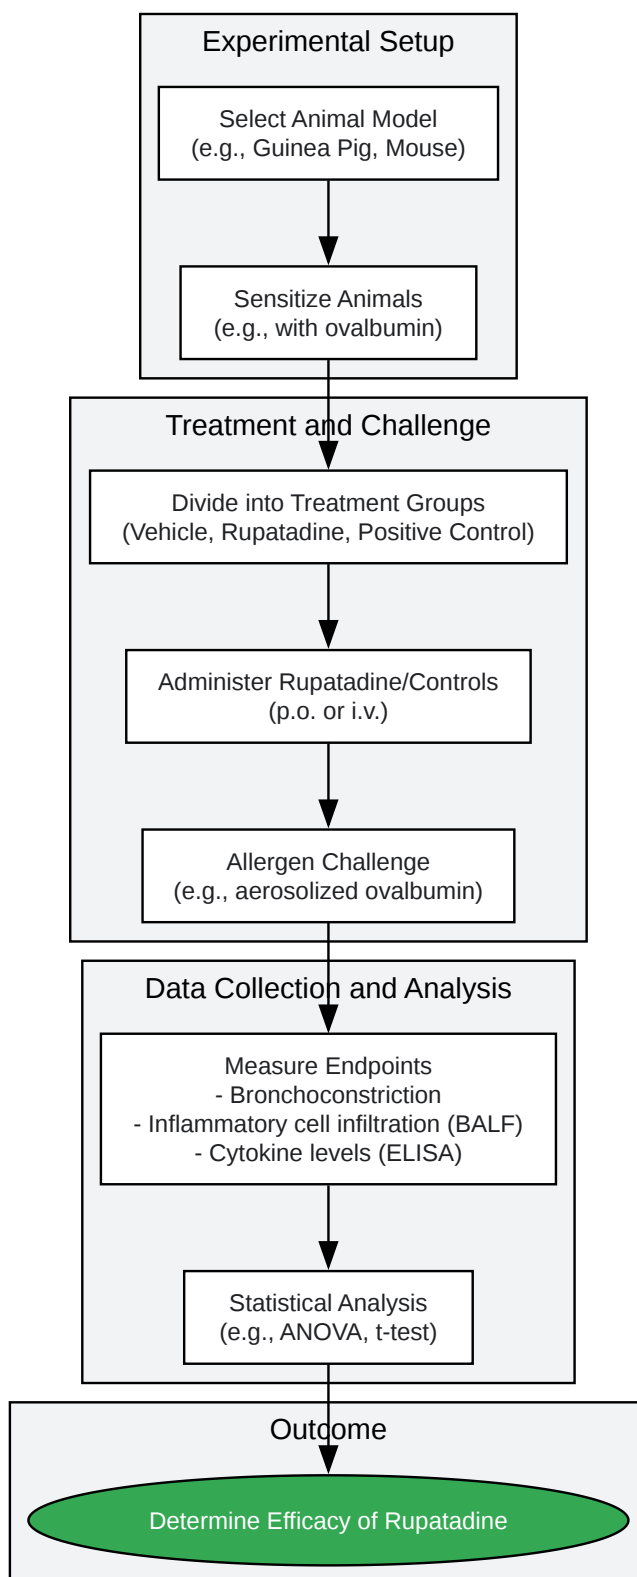 Experimental Setup
Select Animal Model
(e.g., Guinea Pig, Mouse)
Sensitize Animals
(e.g., with ovalbumin)
Treatment and Challenge
Divide into Treatment Groups
(Vehicle, Rupatadine, Positive Control)
Administer Rupatadine/Controls
(p.o. or i.v.)
Allergen Challenge
(e.g., aerosolized ovalbumin)
Data Collection and Analysis
Measure Endpoints
- Bronchoconstriction
- Inflammatory cell infiltration (BALF)
- Cytokine levels (ELISA)
Statistical Analysis
(e.g., ANOVA, t-test)
Outcome
Determine Efficacy of Rupatadine